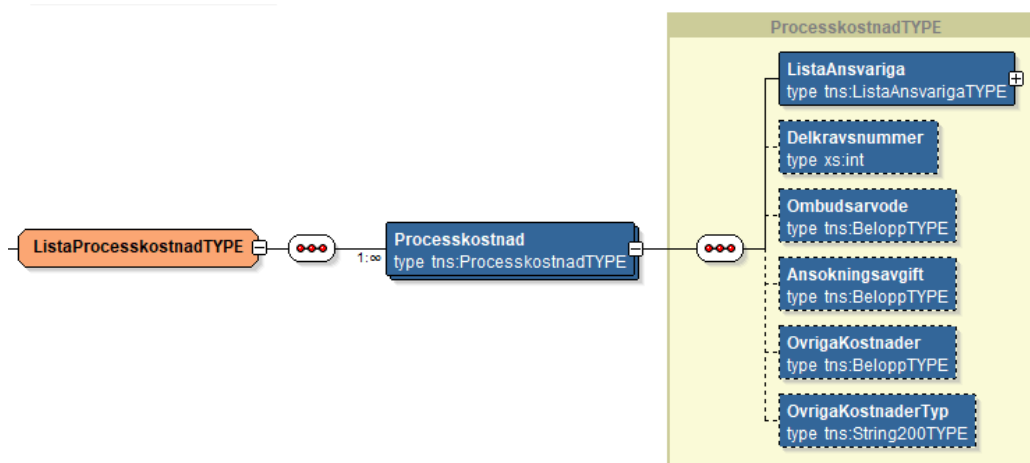 ProcesskostnadTYPE
ListaAnsvariga
type tns:ListaAnsvarigaTYPE
Delkravsnummer
type xs:int
Ombudsarvode
type tns:BeloppTYPE
ListaProcesskostnadTYPE
Processkostnad
type tns:ProcesskostnadTYPE
1:∞
Ansokningsavgift
type tns:BeloppTYPE
OvrigaKostnader
type tns:BeloppTYPE
OvrigaKostnaderTyp
type tns:String200TYPE